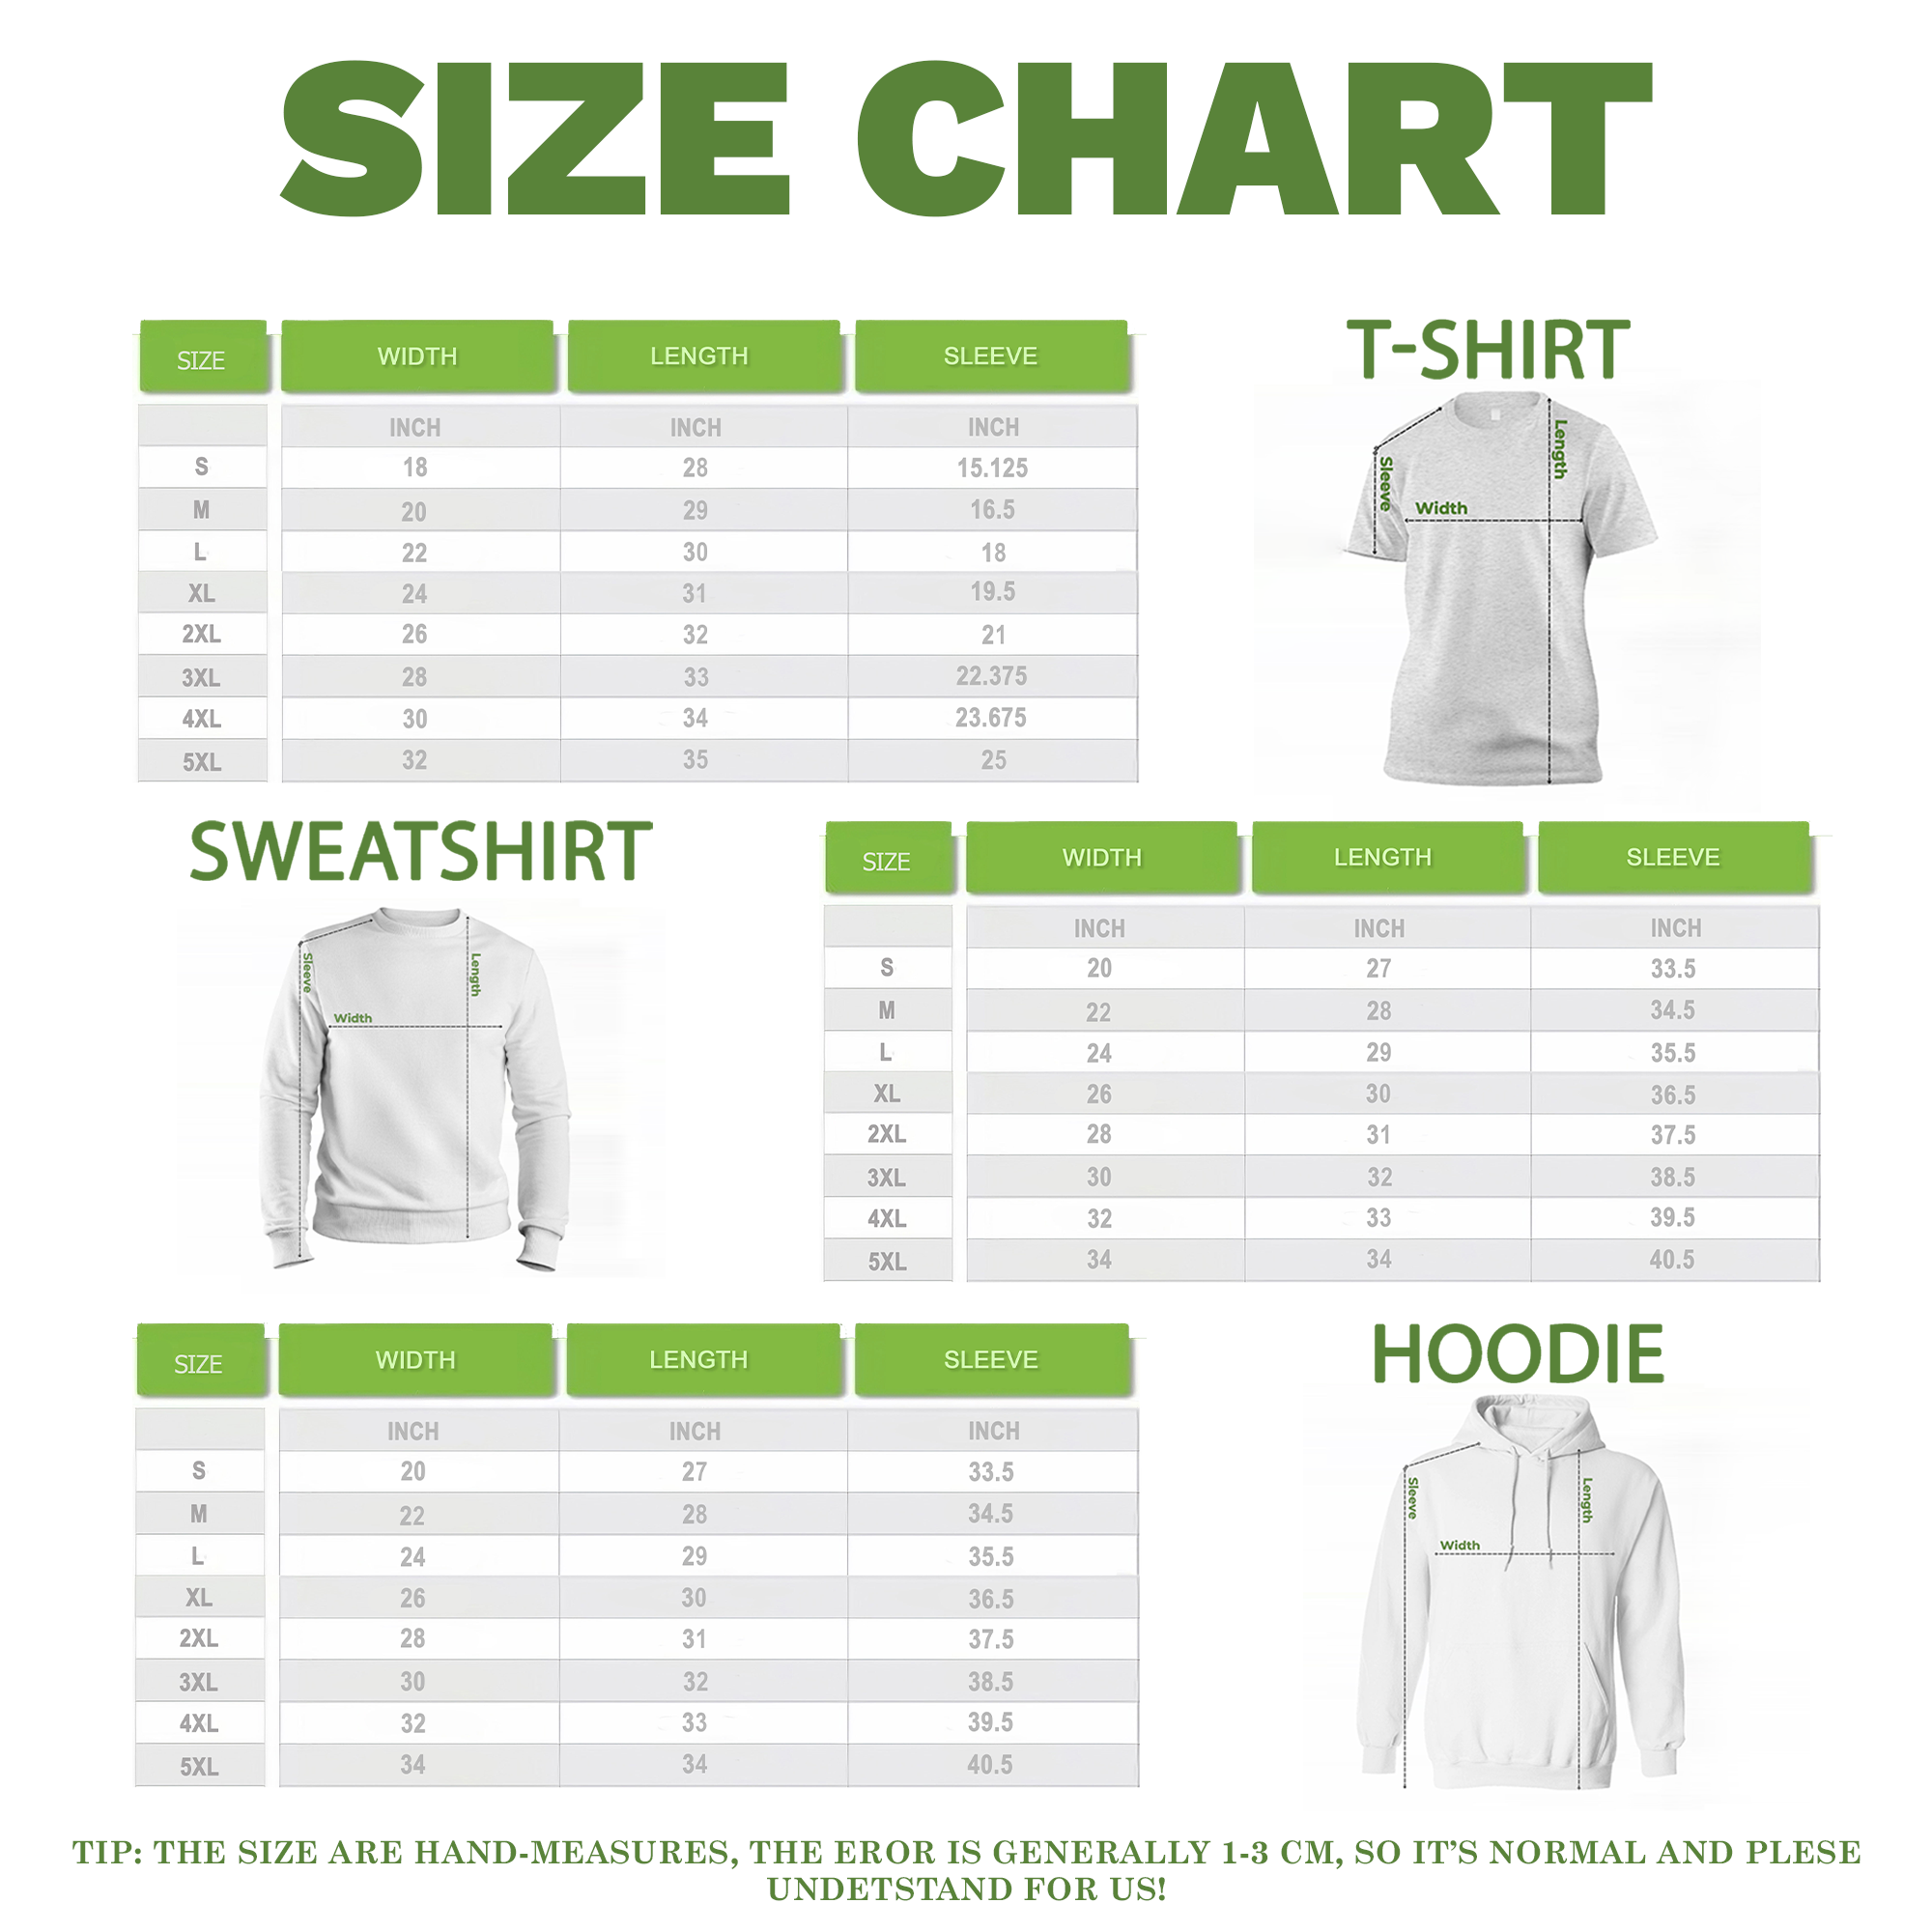 SIZE CHART
SIZE WIDTH LENGTH SLEEVE
INCH INCH INCH
S 18 28 15.125
M 20 29 16.5
L 22 30 18
XL 24 31 19.5
2XL 26 32 21
3XL 28 33 22.375
4XL 30 34 23.675
5XL 32 35 25
T-SHIRT
Length
Sleeve
Width
SWEATSHIRT
Sleeve
Length
Width
SIZE WIDTH LENGTH SLEEVE
INCH INCH INCH
S 20 27 33.5
M 22 28 34.5
L 24 29 35.5
XL 26 30 36.5
2XL 28 31 37.5
3XL 30 32 38.5
4XL 32 33 39.5
5XL 34 34 40.5
SIZE WIDTH LENGTH SLEEVE
INCH INCH INCH
S 20 27 33.5
M 22 28 34.5
L 24 29 35.5
XL 26 30 36.5
2XL 28 31 37.5
3XL 30 32 38.5
4XL 32 33 39.5
5XL 34 34 40.5
HOODIE
Sleeve
Length
Width
TIP: THE SIZE ARE HAND-MEASURES, THE EROR IS GENERALLY 1-3 CM, SO IT'S NORMAL AND PLESE
UNDETSTAND FOR US!